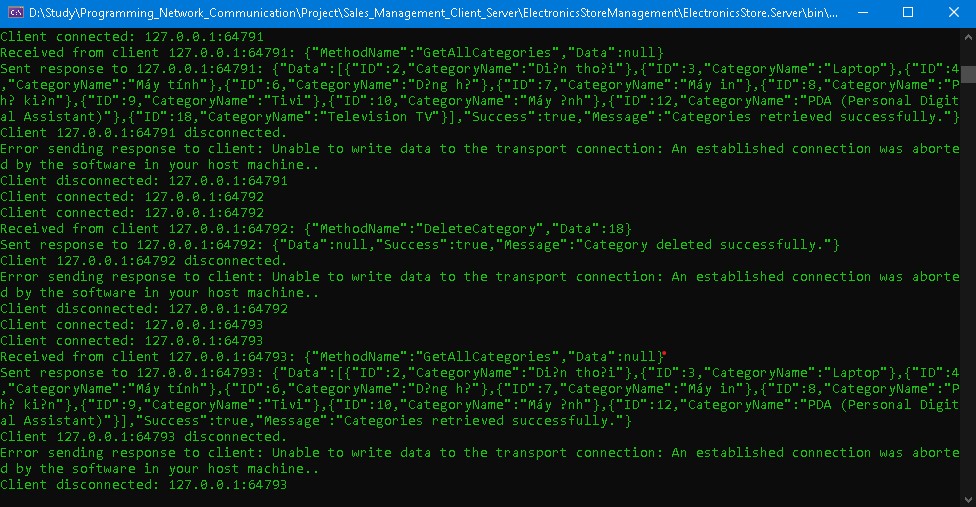 D:\Study\Programming_Network_Communication\Project\Sales_Management_Client_Server\ElectronicsStoreManagement\ElectronicsStore.Server\bin\...
Client connected: 127.0.0.1:64791
Received from client 127.0.0.1:64791: {"MethodName":"GetAllCategories","Data":null}
Sent response to 127.0.0.1:64791: {"Data":[{"ID":2,"CategoryName":"Di?n tho?i"},{"ID":3,"CategoryName":"Laptop"},{"ID":4
,"CategoryName":"Máy tính"},{"ID":6,"CategoryName":"D?ng h?"},{"ID":7,"CategoryName":"Máy in"},{"ID":8,"CategoryName":"P
h? ki?n"},{"ID":9,"CategoryName":"Tivi"},{"ID":10,"CategoryName":"Máy ?nh"},{"ID":12,"CategoryName":"PDA (Personal Digit
al Assistant)"},{"ID":18,"CategoryName":"Television TV"}],"Success":true,"Message":"Categories retrieved successfully."}
Client 127.0.0.1:64791 disconnected.
Error sending response to client: Unable to write data to the transport connection: An established connection was aborte
d by the software in your host machine..
Client disconnected: 127.0.0.1:64791
Client connected: 127.0.0.1:64792
Client connected: 127.0.0.1:64792
Received from client 127.0.0.1:64792: {"MethodName":"DeleteCategory","Data":18}
Sent response to 127.0.0.1:64792: {"Data":null,"Success":true,"Message":"Category deleted successfully."}
Client 127.0.0.1:64792 disconnected.
Error sending response to client: Unable to write data to the transport connection: An established connection was aborte
d by the software in your host machine..
Client disconnected: 127.0.0.1:64792
Client connected: 127.0.0.1:64793
Client connected: 127.0.0.1:64793
Received from client 127.0.0.1:64793: {"MethodName":"GetAllCategories","Data":null}
Sent response to 127.0.0.1:64793: {"Data":[{"ID":2,"CategoryName":"Di?n tho?i"},{"ID":3,"CategoryName":"Laptop"},{"ID":4
,"CategoryName":"Máy tính"},{"ID":6,"CategoryName":"D?ng h?"},{"ID":7,"CategoryName":"Máy in"},{"ID":8,"CategoryName":"P
h? ki?n"},{"ID":9,"CategoryName":"Tivi"},{"ID":10,"CategoryName":"Máy ?nh"},{"ID":12,"CategoryName":"PDA (Personal Digit
al Assistant)"}],"Success":true,"Message":"Categories retrieved successfully."}
Client 127.0.0.1:64793 disconnected.
Error sending response to client: Unable to write data to the transport connection: An established connection was aborte
d by the software in your host machine..
Client disconnected: 127.0.0.1:64793